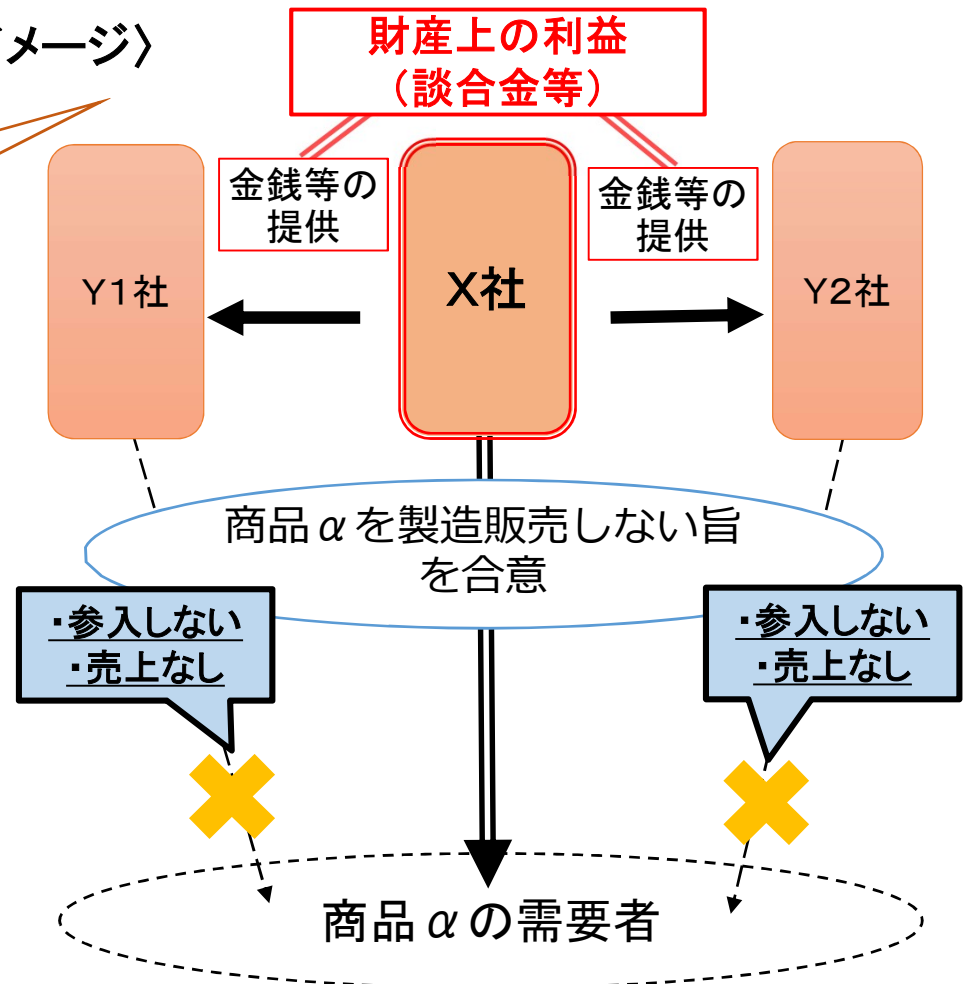 イメージ〉
財産上の利益
（談合金等）
金銭等の
提供
金銭等の
提供
Y1社
X社
Y2社
商品αを製造販売しない旨
を合意
・参入しない
・売上なし
・参入しない
・売上なし
商品αの需要者